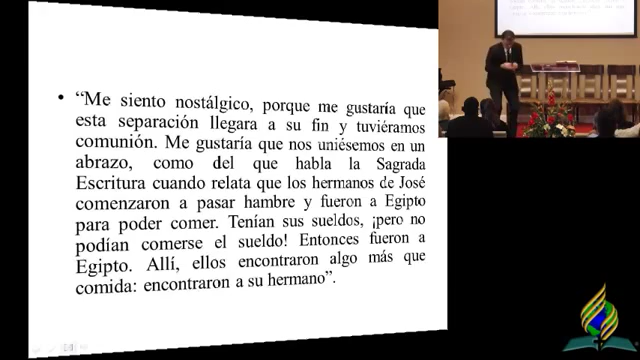 • “Me siento nostálgico, porque me gustaría que
esta separación llegara a su fin y tuviéramos
comunión. Me gustaría que nos uniésemos en un
abrazo, como del que habla la Sagrada
Escritura cuando relata que los hermanos de José
comenzaron a pasar hambre y fueron a Egipto
para poder comer. Tenían sus sueldos, ¡pero no
podían comerse el sueldo! Entonces fueron a
Egipto. Allí, ellos encontraron algo más que
comida: encontraron a su hermano”.